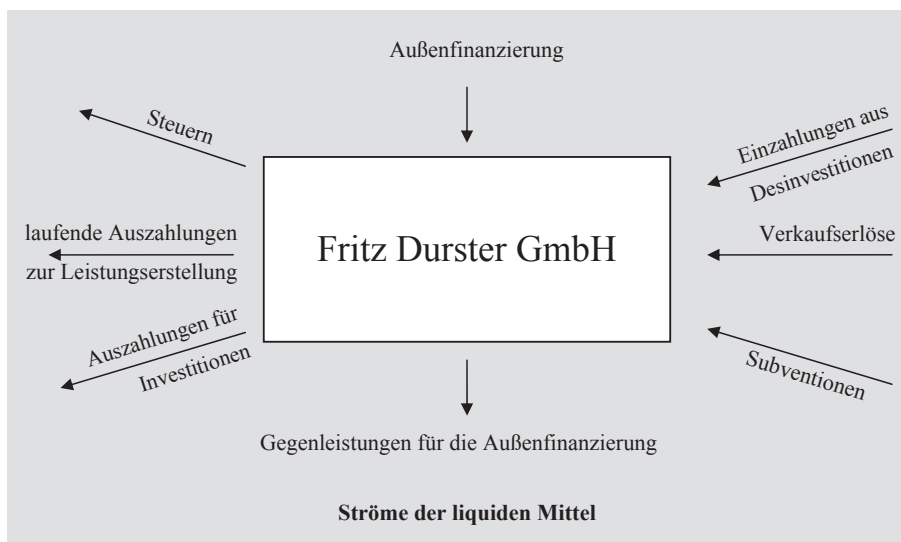 Außenfinanzierung
Steuern
Einzahlungen aus
Desinvestitionen
laufende Auszahlungen
zur Leistungserstellung
Fritz Durster GmbH
Verkaufserlöse
Auszahlungen für
Investitionen
Subventionen
Gegenleistungen für die Außenfinanzierung
Ströme der liquiden Mittel